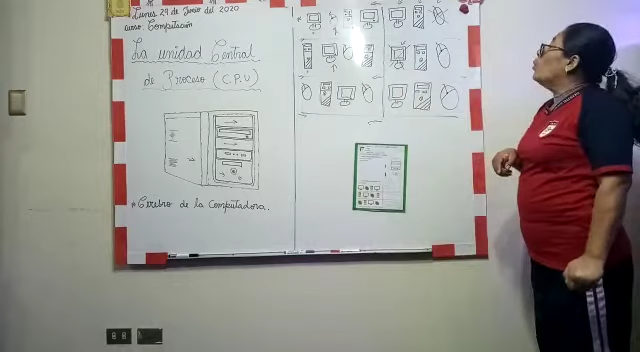 Lunes 29 de Junio del 2020
Curso: Computación
La unidad Central
de Proceso (C.P.U)
* Cerebro de la Computadora.